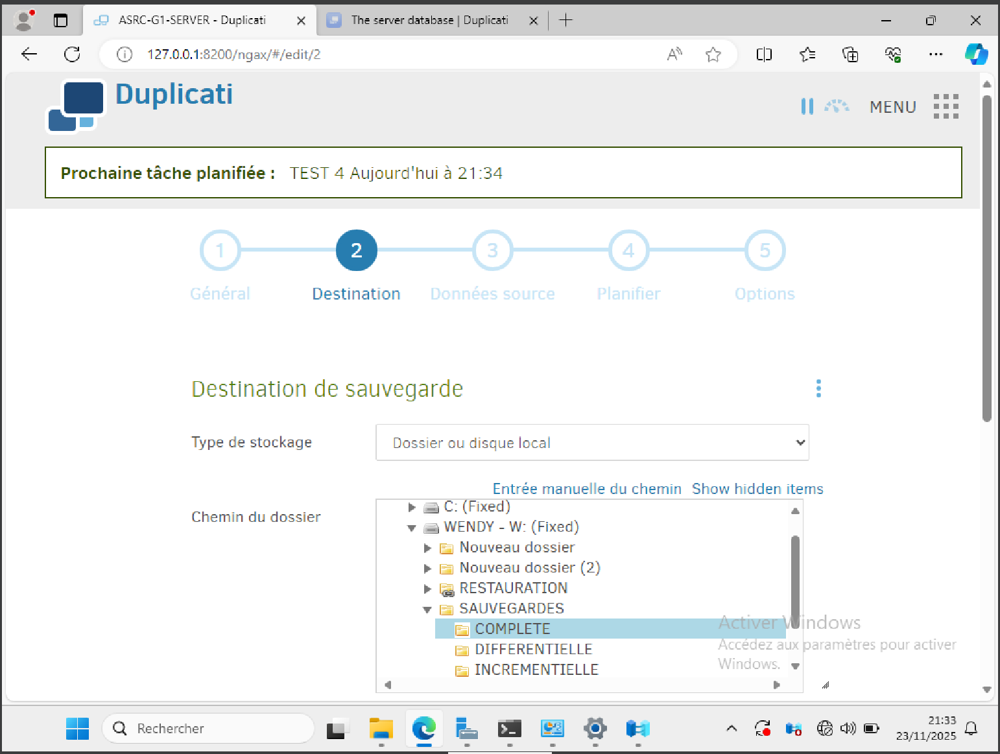 ASRC-G1-SERVER - Duplicati
The server database | Duplicati
127.0.0.1:8200/ngax/#/edit/2
Duplicati
MENU
Prochaine tâche planifiée : TEST 4 Aujourd'hui à 21:34
1 2 3 4 5
Général Destination Données source Planifier Options
Destination de sauvegarde
Type de stockage
Dossier ou disque local
Entrée manuelle du chemin Show hidden items
Chemin du dossier
C: (Fixed)
WENDY - W: (Fixed)
Nouveau dossier
Nouveau dossier (2)
RESTAURATION
SAUVEGARDES
COMPLETE
DIFFERENTIELLE
INCREMENTIELLE
Activer Windows
Accédez aux paramètres pour activer
Windows.
Rechercher
21:33
23/11/2025